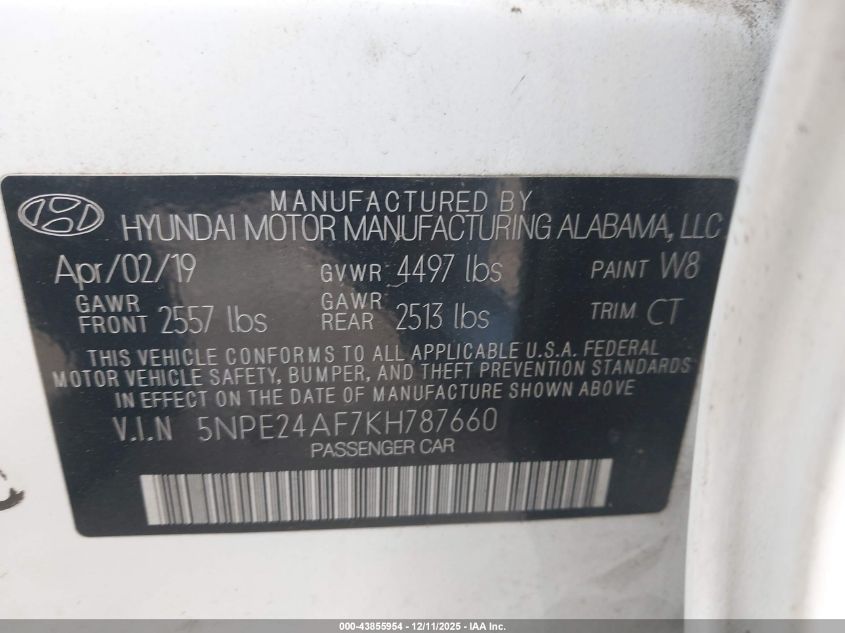 MANUFACTURED BY
HYUNDAI MOTOR MANUFACTURING ALABAMA, LLC
Apr/02/19 GVWR 4497 lbs PAINT W8
GAWR FRONT 2557 lbs GAWR REAR 2513 lbs TRIM CT
THIS VEHICLE CONFORMS TO ALL APPLICABLE U.S.A. FEDERAL
MOTOR VEHICLE SAFETY, BUMPER, AND THEFT PREVENTION STANDARDS
IN EFFECT ON THE DATE OF MANUFACTURE SHOWN ABOVE
V.I.N 5NPE24AF7KH787660
PASSENGER CAR
000-43855954 - 12/11/2025 - IAA Inc.